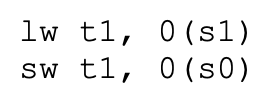 lw t1, 0(s1)
sw t1, 0(s0)